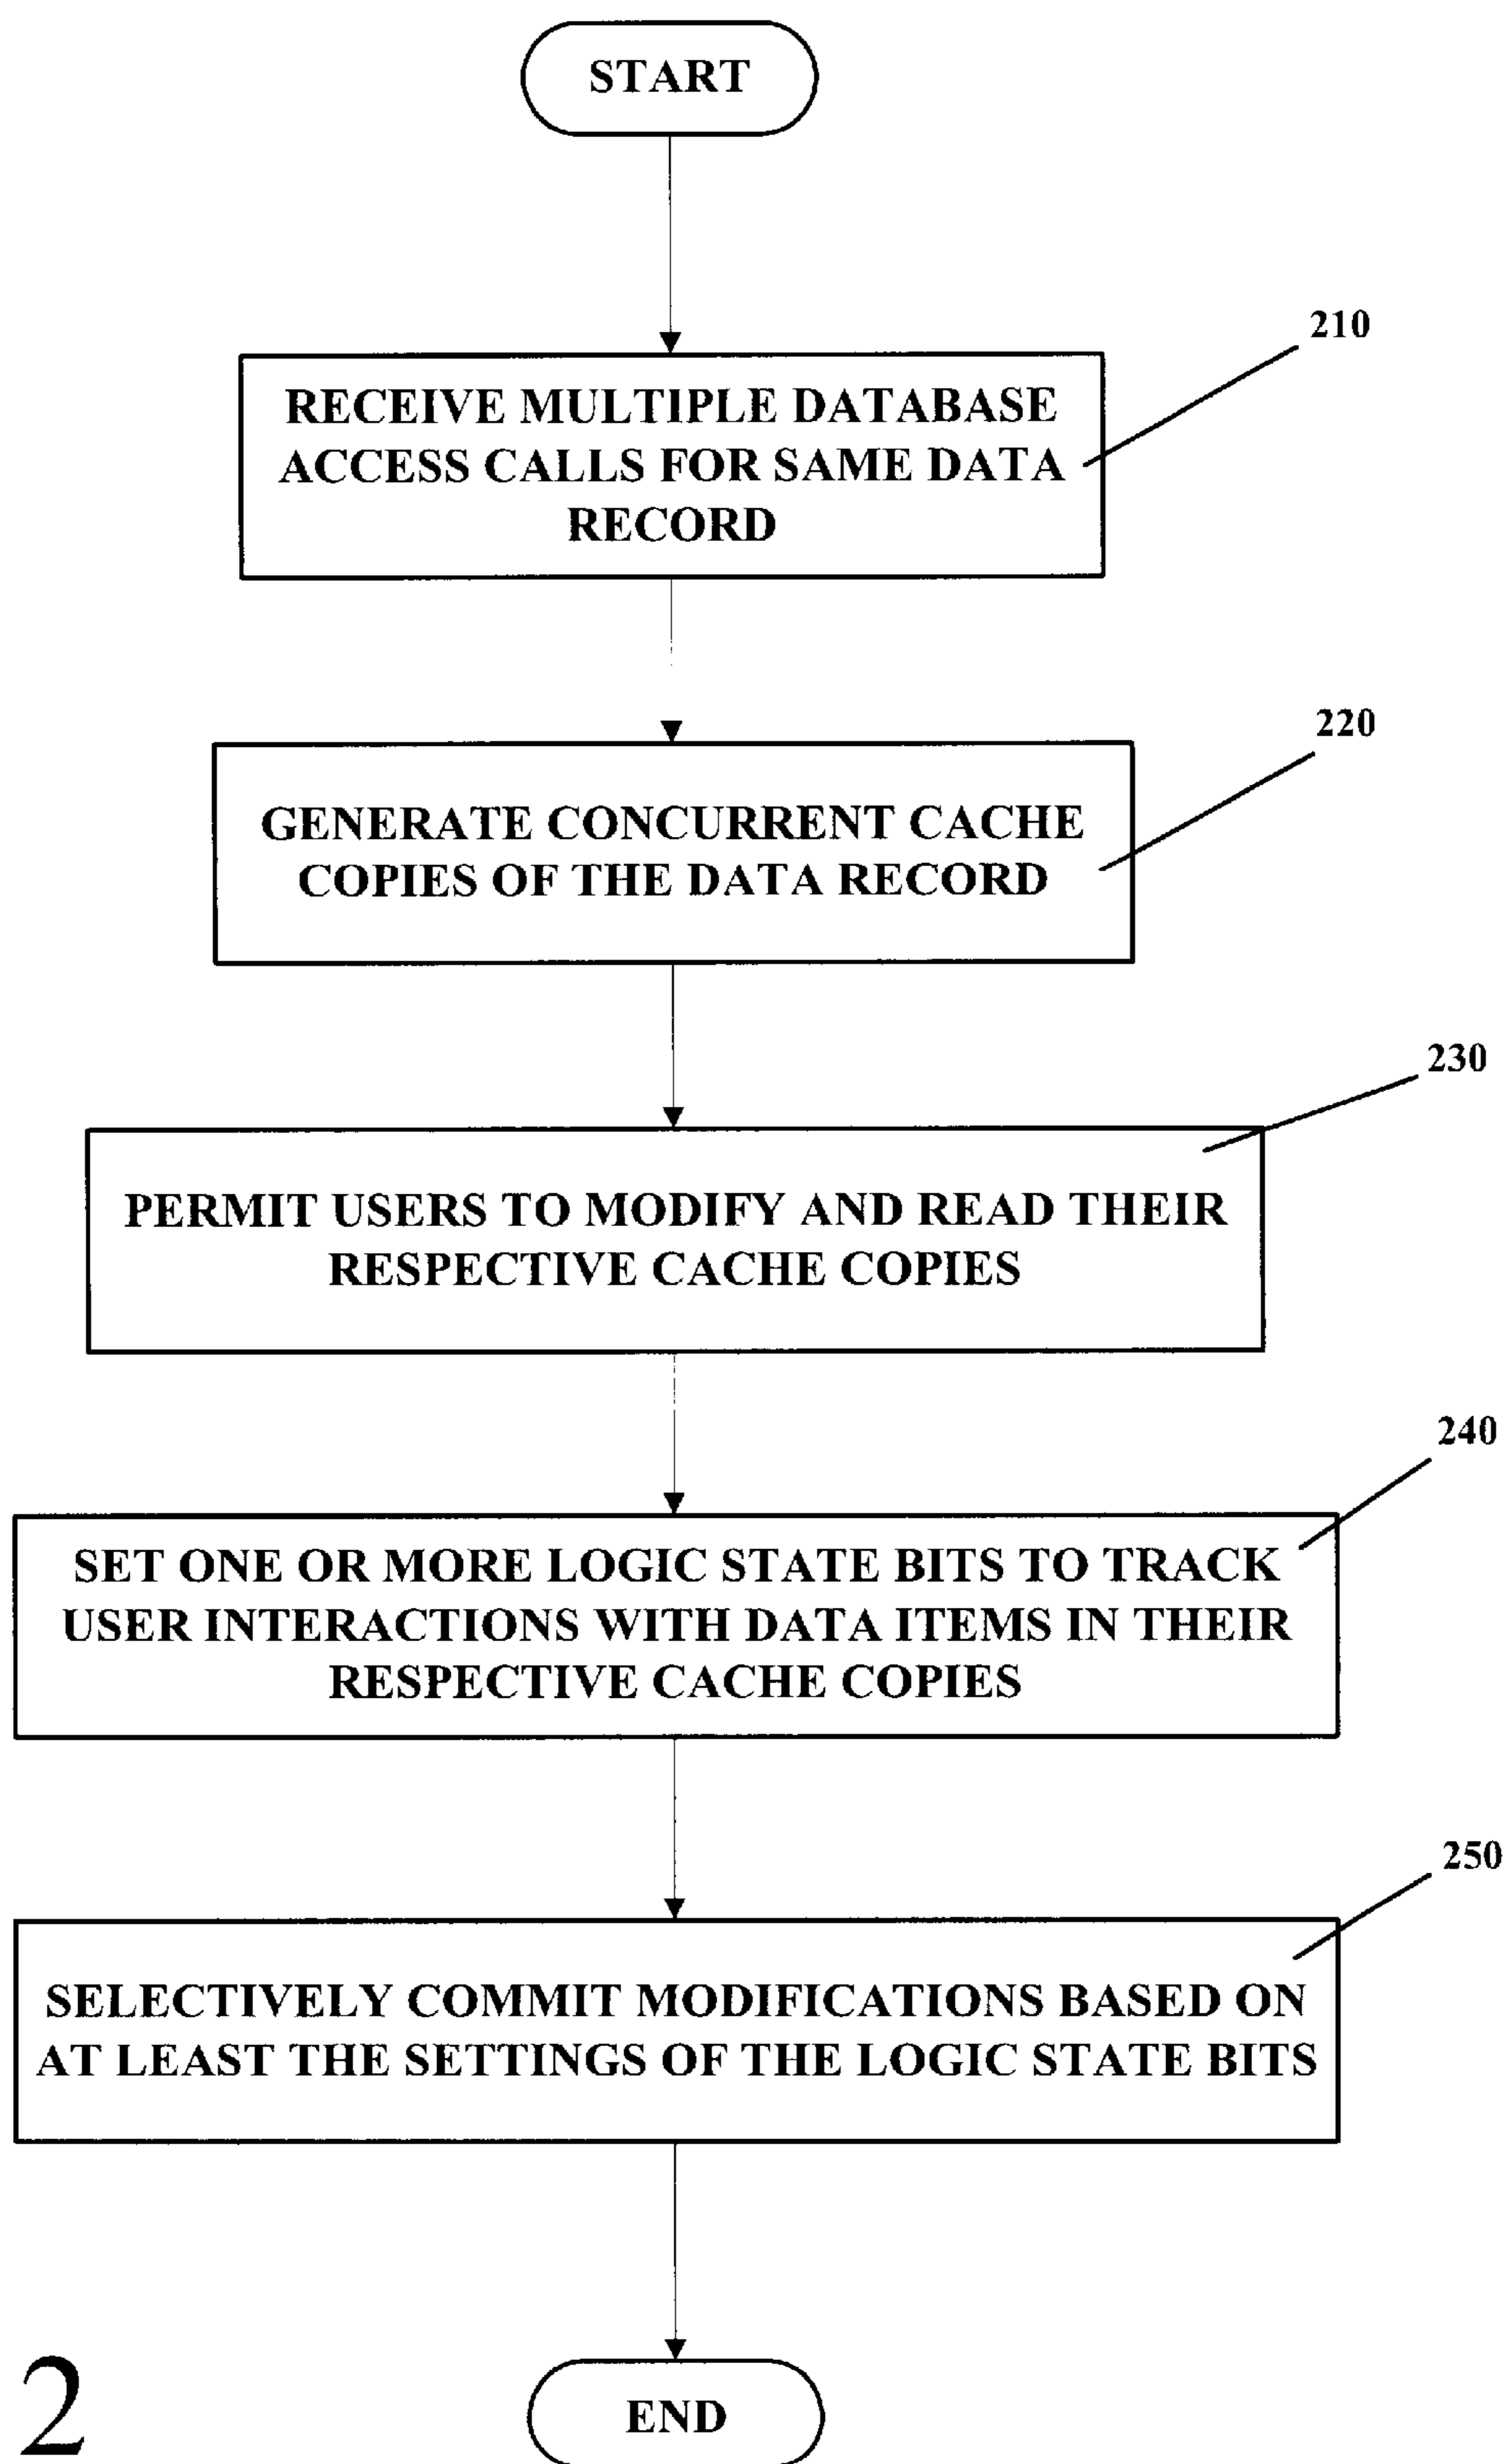 START
210
RECEIVE MULTIPLE DATABASE
ACCESS CALLS FOR SAME DATA
RECORD
220
GENERATE CONCURRENT CACHE
COPIES OF THE DATA RECORD
230
PERMIT USERS TO MODIFY AND READ THEIR
RESPECTIVE CACHE COPIES
240
SET ONE OR MORE LOGIC STATE BITS TO TRACK
USER INTERACTIONS WITH DATA ITEMS IN THEIR
RESPECTIVE CACHE COPIES
250
SELECTIVELY COMMIT MODIFICATIONS BASED ON
AT LEAST THE SETTINGS OF THE LOGIC STATE BITS
END
2